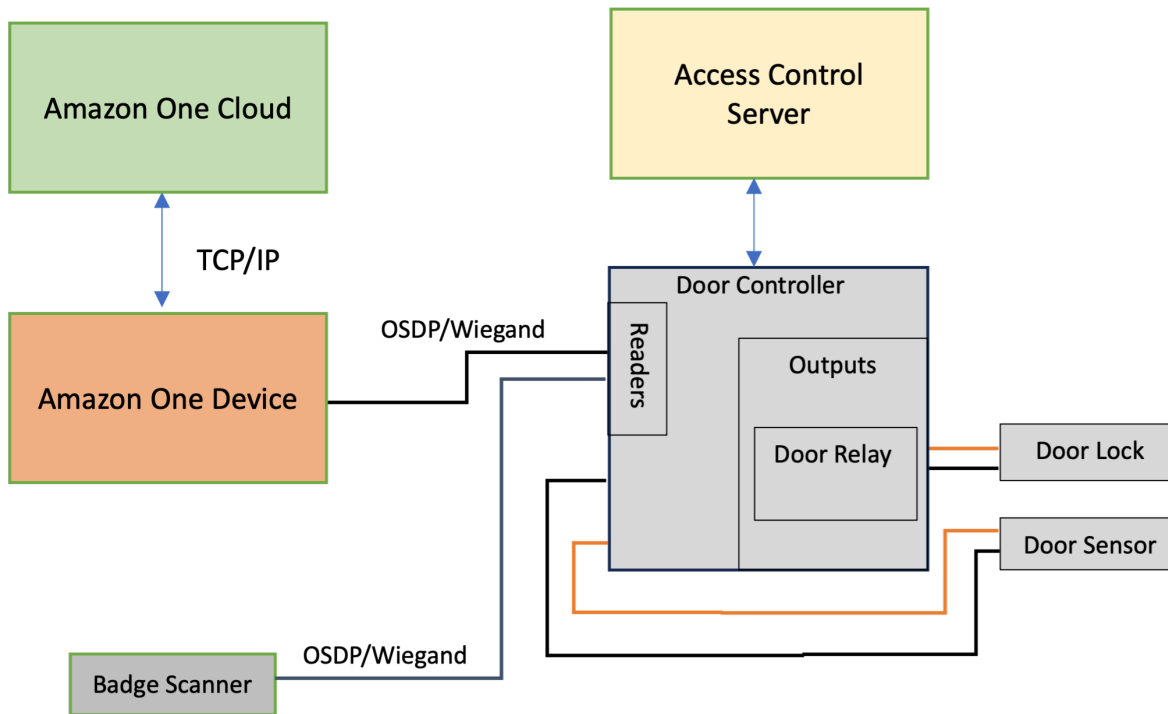 Amazon One Cloud
Access Control
Server
TCP/IP
Door Controller
OSDP/Wiegand
Readers
Outputs
Amazon One Device
Door Relay
Door Lock
Door Sensor
OSDP/Wiegand
Badge Scanner